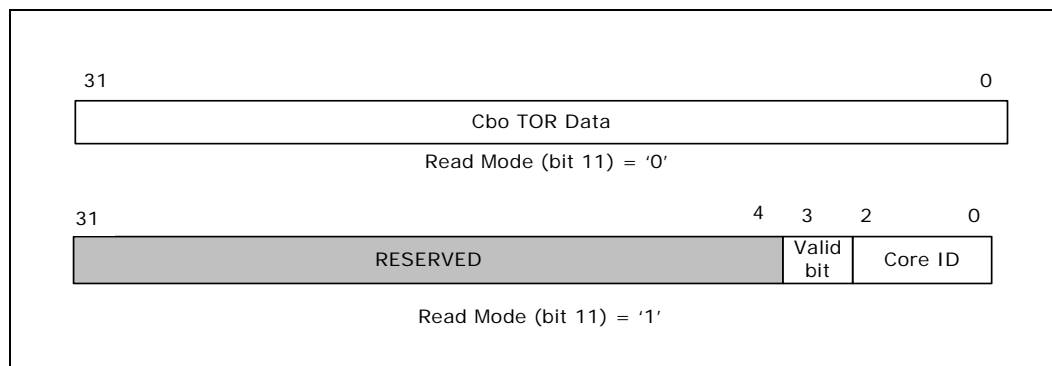 31 0
Cbo TOR Data
Read Mode (bit 11) = ‘0’
31 4 3 2 0
RESERVED Valid bit Core ID
Read Mode (bit 11) = ‘1’